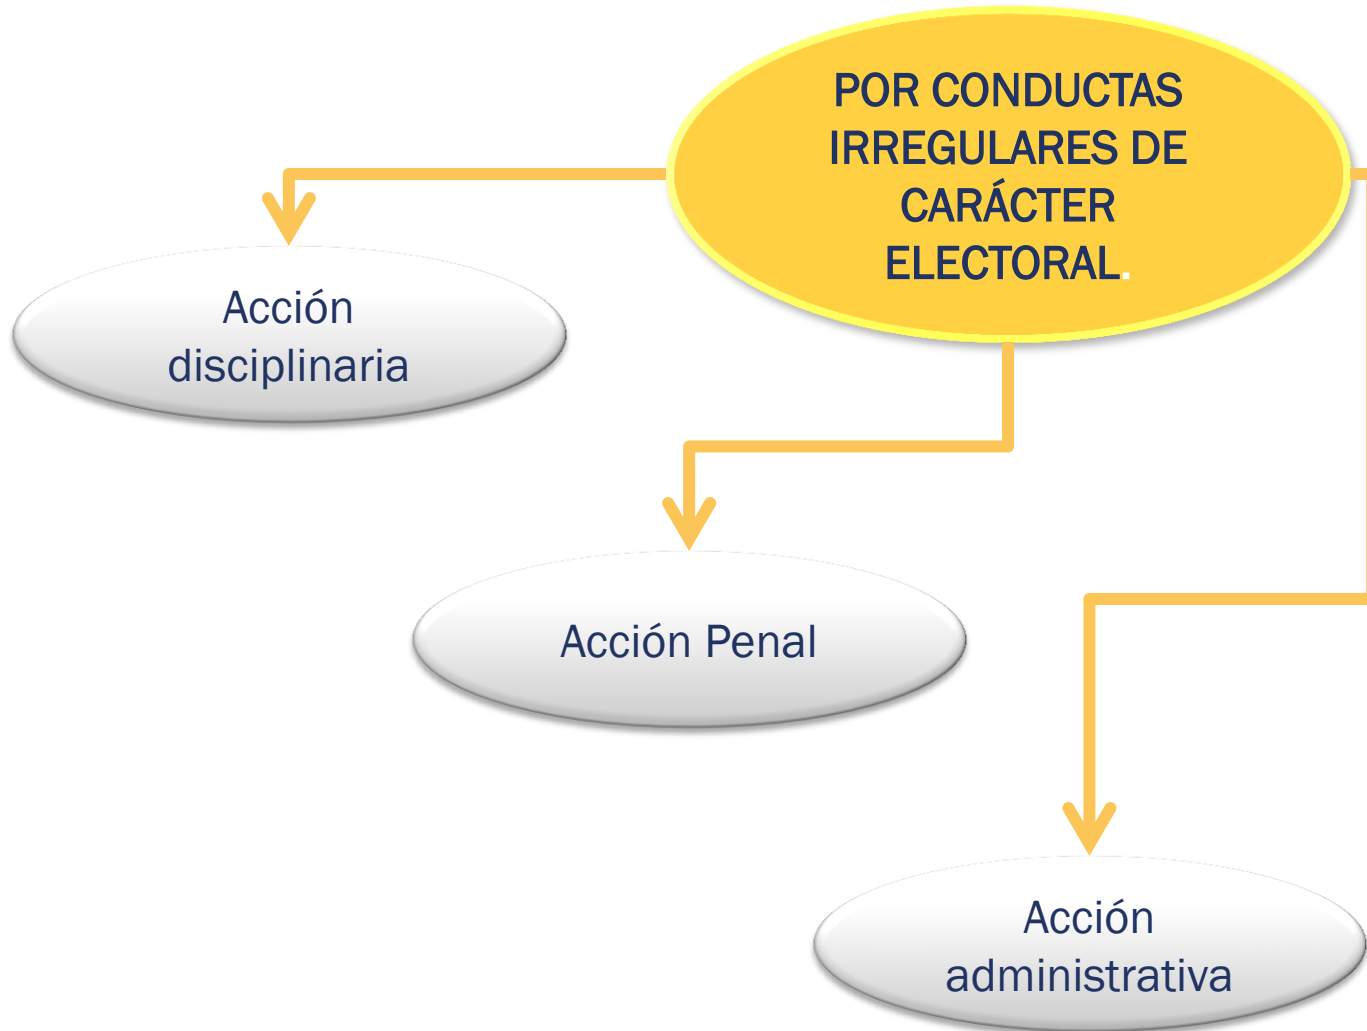 POR CONDUCTAS
IRREGULARES DE
CARÁCTER
ELECTORAL.
Acción
disciplinaria
Acción Penal
Acción
administrativa